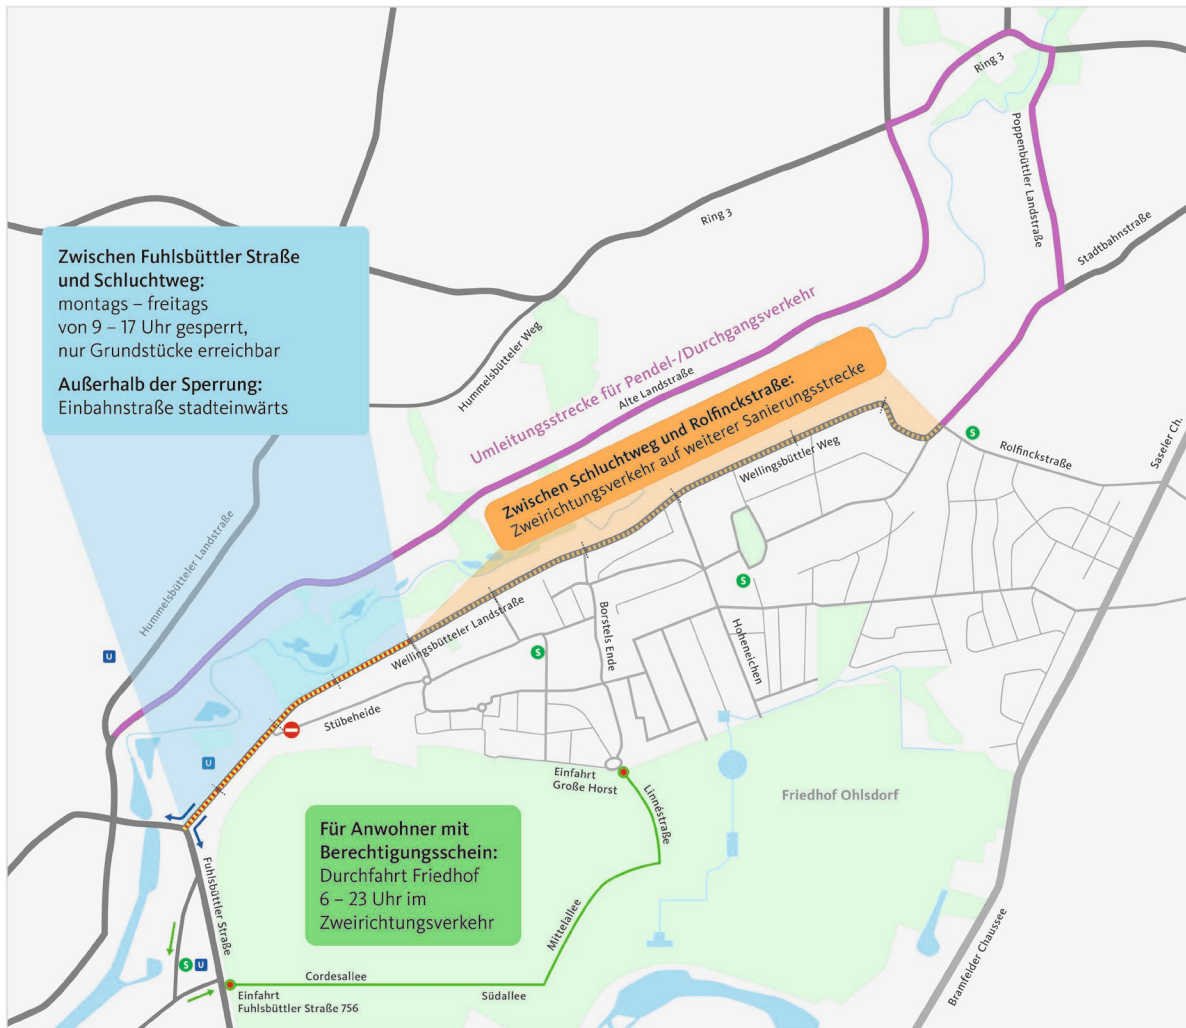 Ring 3
Poppenbüttler Landstraße
Ring 3
Stadtbahnstraße
Zwischen Fuhlsbüttler Straße
und Schluchtweg:
montags – freitags
von 9 – 17 Uhr gesperrt,
nur Grundstücke erreichbar
Außerhalb der Sperrung:
Einbahnstraße stadteinwärts
Hummelsbütteler Weg
Umleitungsstrecke für Pendel-/Durchgangsverkehr
Alte Landstraße
Zwischen Schluchtweg und Rolfinckstraße:
Zweirichtungsverkehr auf weiterer Sanierungsstrecke
Wellingsbüttler Weg
S
Rolfinckstraße
Saseler Ch.
Hummelsbütteler Landstraße
S
U
Wellingsbütteler Landstraße
S
Borstels Ende
Hoheneichen
Stübeheide
U
Einfahrt
Große Horst
Linnéstraße
Friedhof Ohlsdorf
Für Anwohner mit
Berechtigungsschein:
Durchfahrt Friedhof
6 – 23 Uhr im
Zweirichtungsverkehr
Fuhlsbüttler Straße
Mittelallee
Bramfelder Chaussee
S U
Cordesallee
Südallee
Einfahrt
Fuhlsbüttler Straße 756